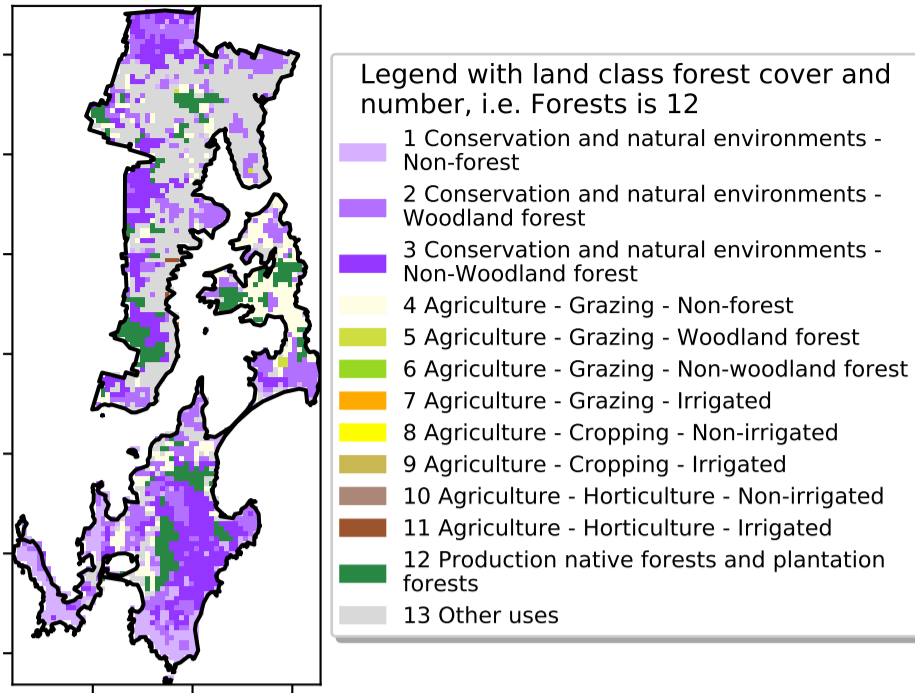 Legend with land class forest cover and
number, i.e. Forests is 12
1 Conservation and natural environments -
Non-forest
2 Conservation and natural environments -
Woodland forest
3 Conservation and natural environments -
Non-Woodland forest
4 Agriculture - Grazing - Non-forest
5 Agriculture - Grazing - Woodland forest
6 Agriculture - Grazing - Non-woodland forest
7 Agriculture - Grazing - Irrigated
8 Agriculture - Cropping - Non-irrigated
9 Agriculture - Cropping - Irrigated
10 Agriculture - Horticulture - Non-irrigated
11 Agriculture - Horticulture - Irrigated
12 Production native forests and plantation
forests
13 Other uses